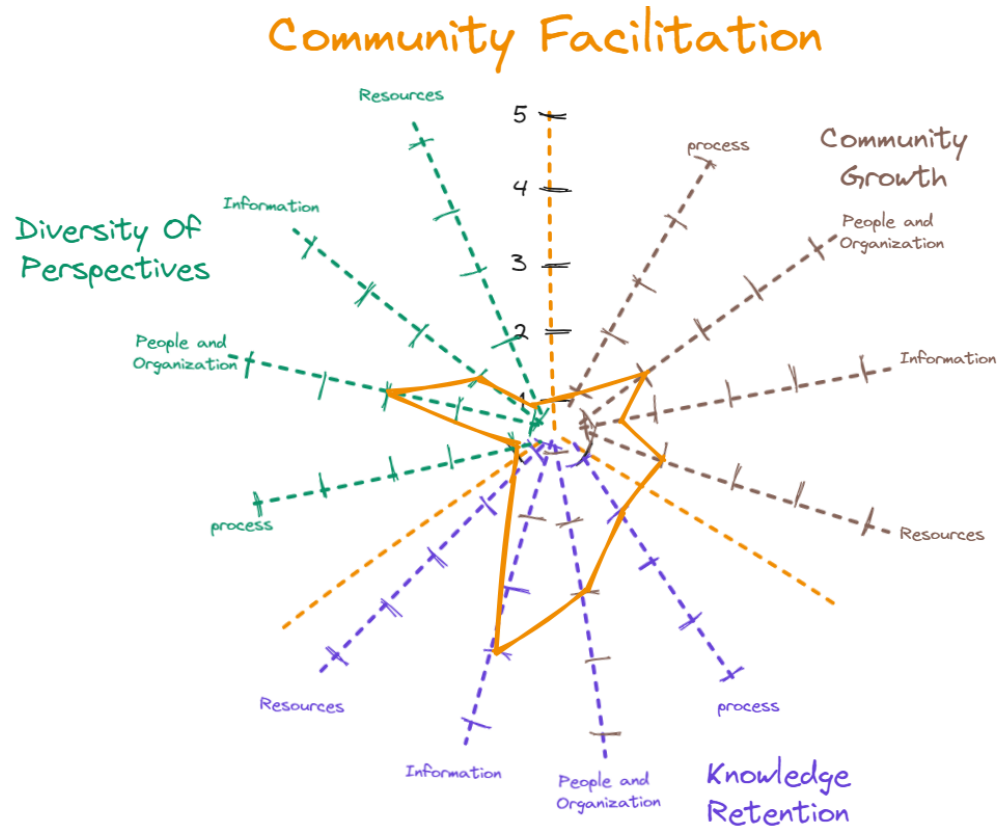 Community Facilitation
Resources
5
process
Community
Growth
4
Information
People and
Organization
Diversity Of
Perspectives
3
2
People and
Organization
Information
1
process
Resources
Resources
process
Information
People and
Organization
Knowledge
Retention